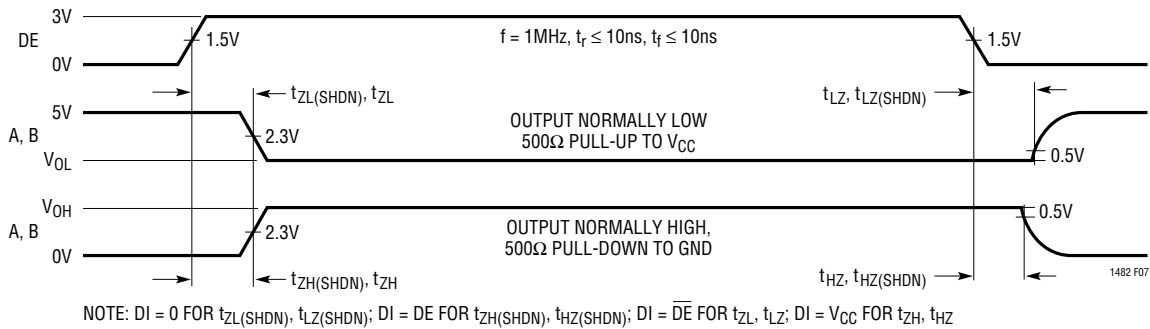 3V
DE
0V
1.5V
f = 1MHz, tr ≤ 10ns, tf ≤ 10ns
1.5V
tZL(SHDN), tZL
tLZ, tLZ(SHDN)
5V
A, B
VOL
2.3V
OUTPUT NORMALLY LOW
500Ω PULL-UP TO VCC
0.5V
VOH
A, B
0V
2.3V
OUTPUT NORMALLY HIGH,
500Ω PULL-DOWN TO GND
0.5V
tZH(SHDN), tZH
tHZ, tHZ(SHDN)
1482 F07
NOTE: DI = 0 FOR tZL(SHDN), tLZ(SHDN); DI = DE FOR tZH(SHDN), tHZ(SHDN); DI = D̅E̅ FOR tZL, tLZ; DI = VCC FOR tZH, tHZ